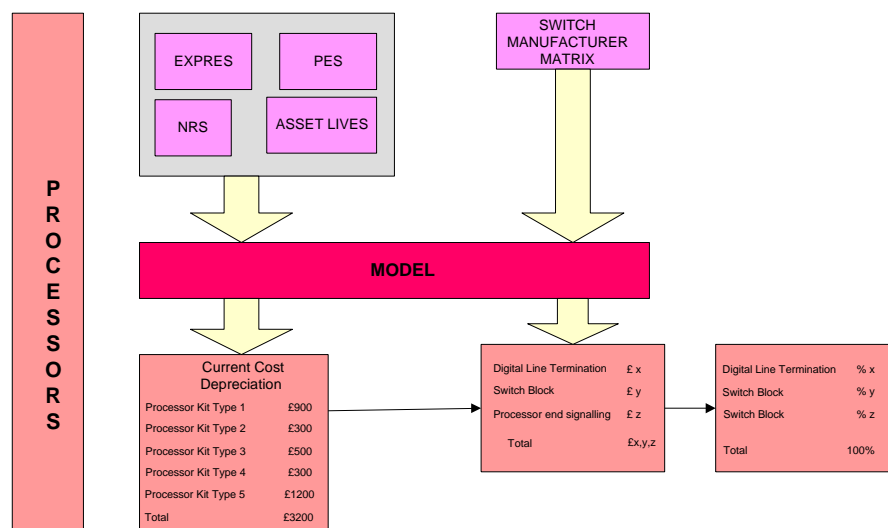 PROCESSORS
EXPRES
PES
NRS
ASSET LIVES
SWITCH
MANUFACTURER
MATRIX
MODEL
Current Cost
Depreciation
Processor Kit Type 1 £900
Processor Kit Type 2 £300
Processor Kit Type 3 £500
Processor Kit Type 4 £300
Processor Kit Type 5 £1200
Total £3200
Digital Line Termination £ x
Switch Block £ y
Processor end signalling £ z
Total £x,y,z
Digital Line Termination % x
Switch Block % y
Switch Block % z
Total 100%